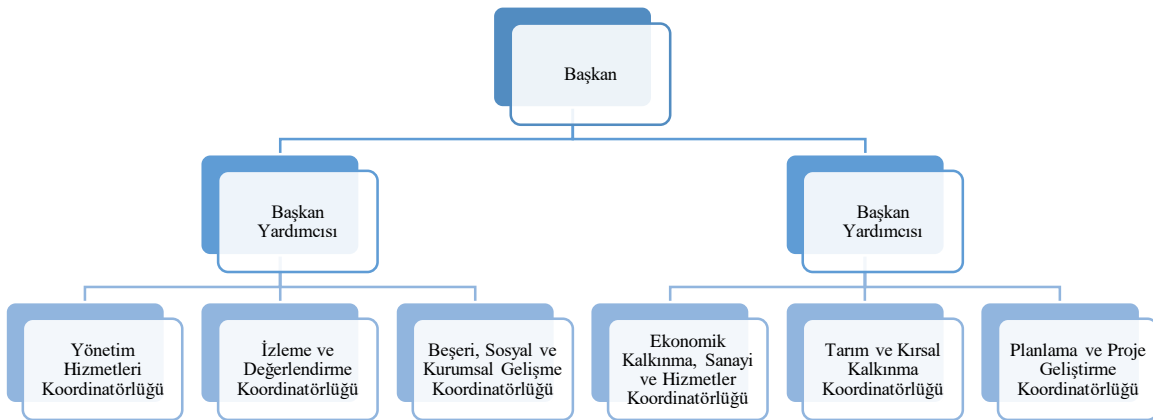 Başkan
Başkan
Yardımcısı
Başkan
Yardımcısı
Yönetim
Hizmetleri
Koordinatörlüğü
İzleme ve
Değerlendirme
Koordinatörlüğü
Beşeri, Sosyal ve
Kurumsal Gelişme
Koordinatörlüğü
Ekonomik
Kalkınma, Sanayi
ve Hizmetler
Koordinatörlüğü
Tarım ve Kırsal
Kalkınma
Koordinatörlüğü
Planlama ve Proje
Geliştirme
Koordinatörlüğü